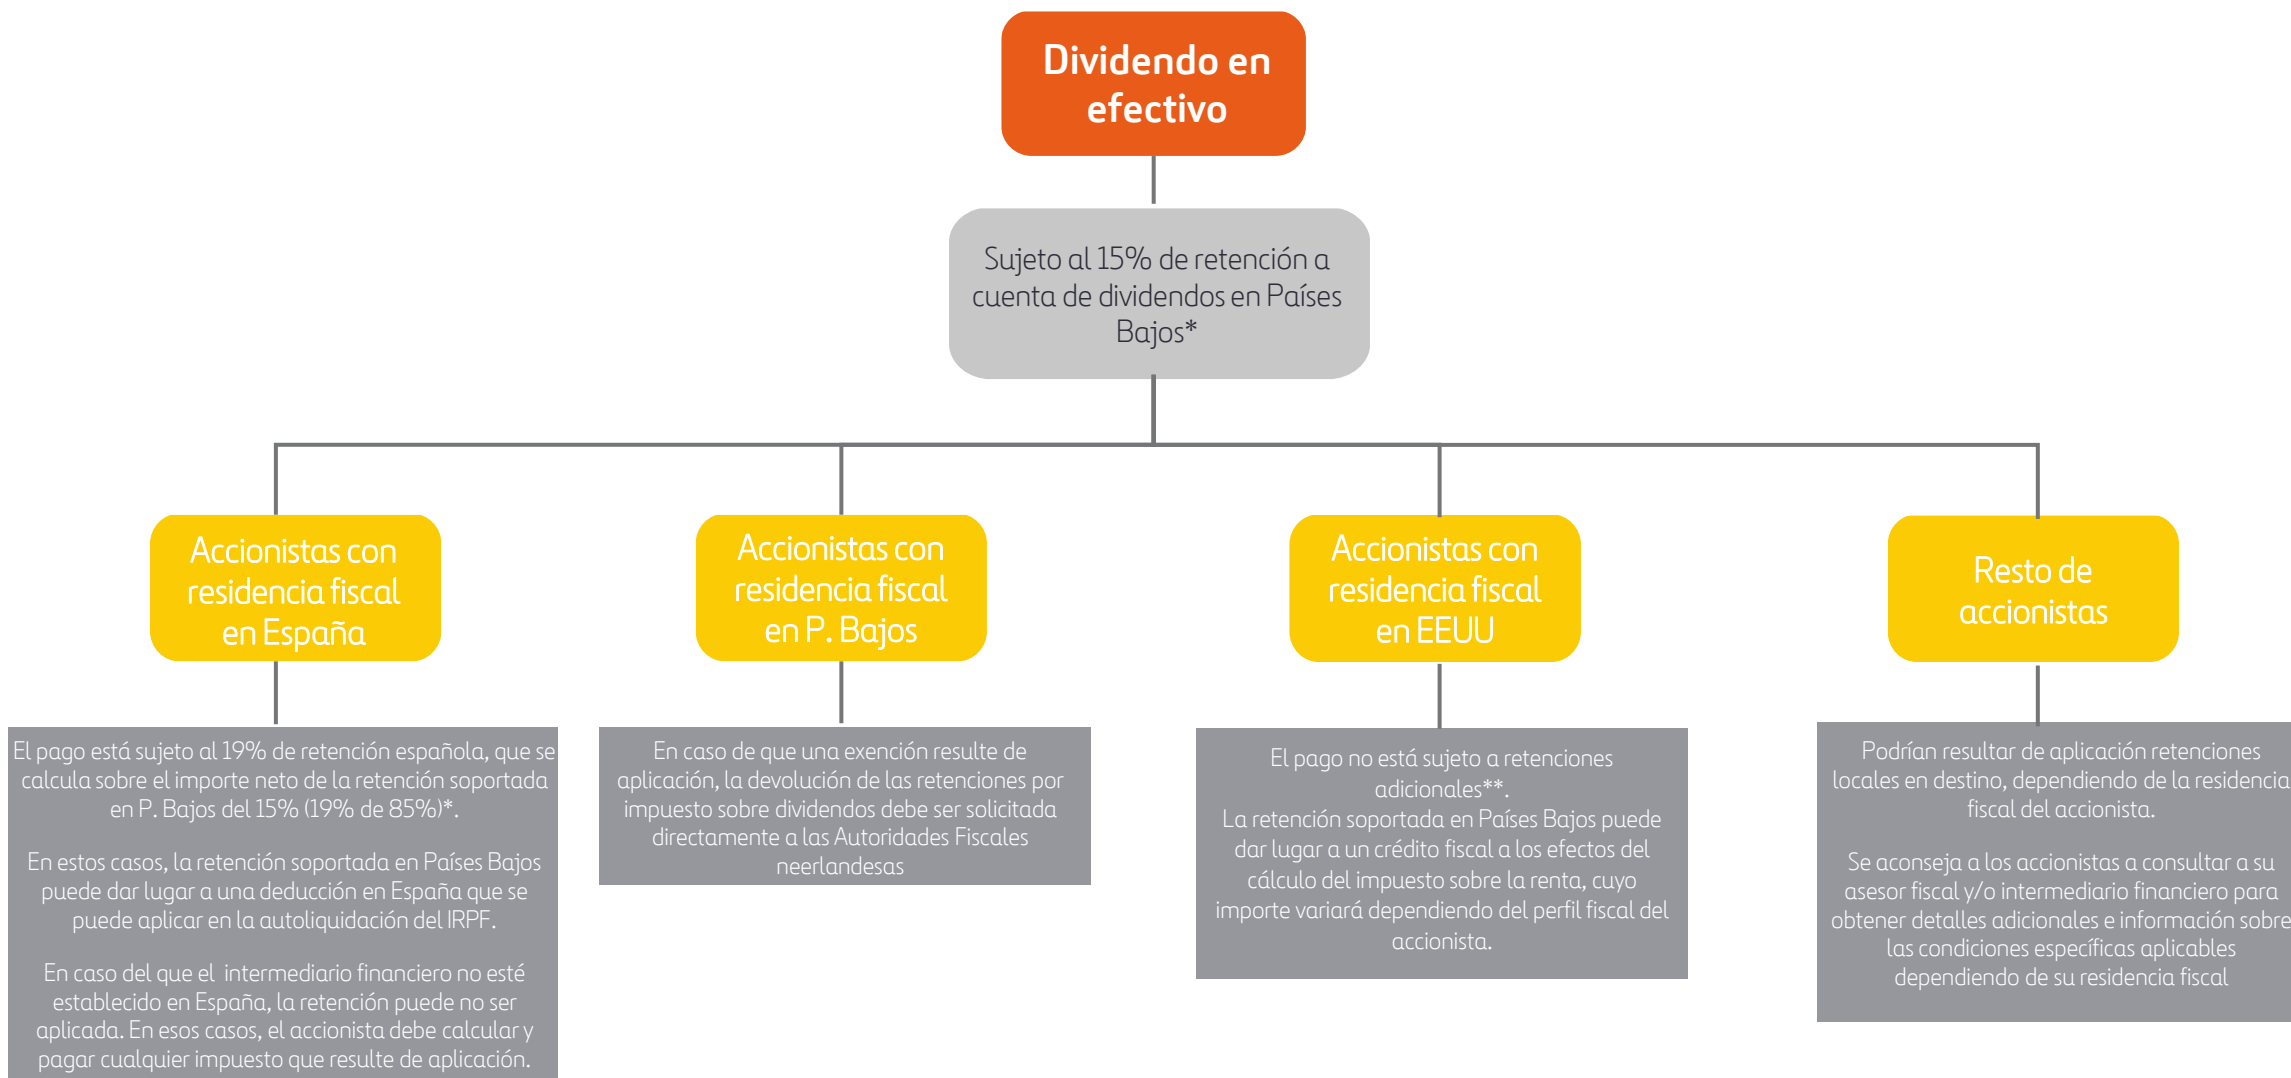 Dividendo en
efectivo
Sujeto al 15% de retención a
cuenta de dividendos en Países
Bajos*
Accionistas con
residencia fiscal
en España
El pago está sujeto al 19% de retención española, que se
calcula sobre el importe neto de la retención soportada
en P. Bajos del 15% (19% de 85%)*.
En estos casos, la retención soportada en Países Bajos
puede dar lugar a una deducción en España que se
puede aplicar en la autoliquidación del IRPF.
En caso del que el intermediario financiero no esté
establecido en España, la retención puede no ser
aplicada. En esos casos, el accionista debe calcular y
pagar cualquier impuesto que resulte de aplicación.
Accionistas con
residencia fiscal
en P. Bajos
En caso de que una exención resulte de
aplicación, la devolución de las retenciones por
impuesto sobre dividendos debe ser solicitada
directamente a las Autoridades Fiscales
neerlandesas
Accionistas con
residencia fiscal
en EEUU
El pago no está sujeto a retenciones
adicionales**.
La retención soportada en Países Bajos puede
dar lugar a un crédito fiscal a los efectos del
cálculo del impuesto sobre la renta, cuyo
importe variará dependiendo del perfil fiscal del
accionista.
Resto de
accionistas
Podrían resultar de aplicación retenciones
locales en destino, dependiendo de la residencia
fiscal del accionista.
Se aconseja a los accionistas a consultar a su
asesor fiscal y/o intermediario financiero para
obtener detalles adicionales e información sobre
las condiciones específicas aplicables
dependiendo de su residencia fiscal